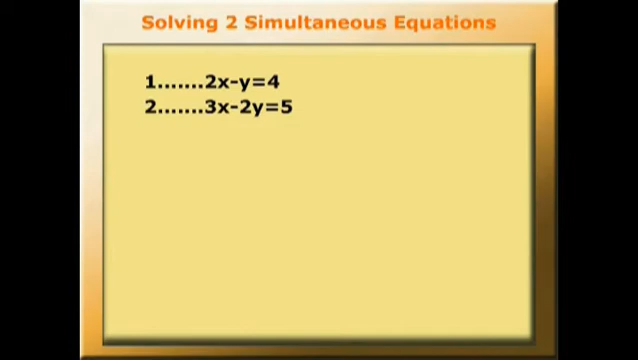 Solving 2 Simultaneous Equations
1.......2x-y=4
2.......3x-2y=5